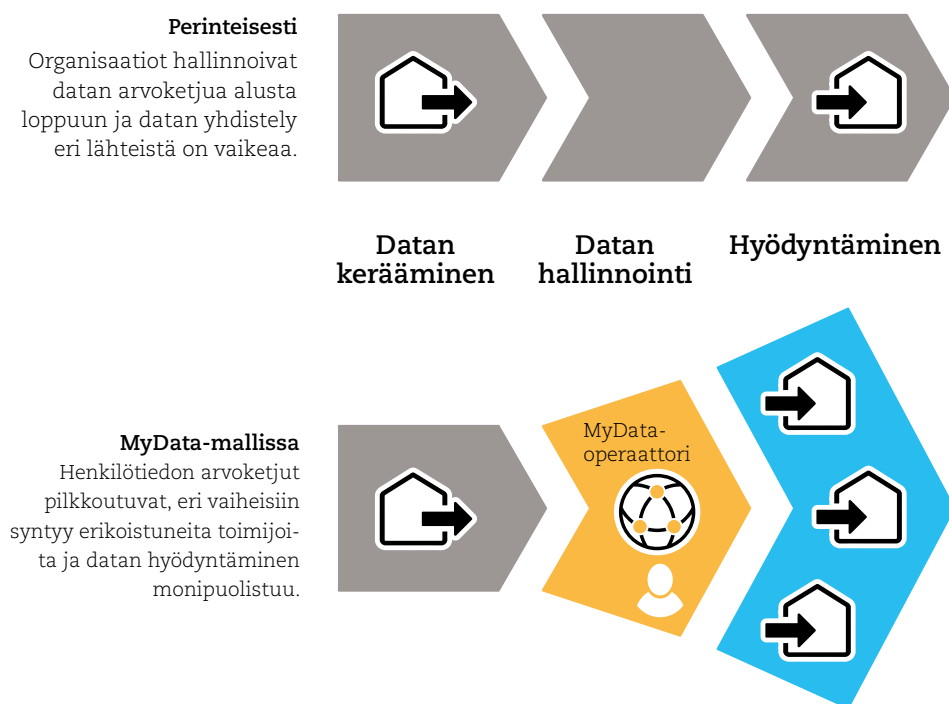 Perinteisesti
Organisaatiot hallinnoivat
datan arvoketjua alusta
loppuun ja datan yhdistely
eri lähteistä on vaikeaa.
Datan
kerääminen
Datan
hallinnointi
Hyödyntäminen
MyData-mallissa
Henkilötiedon arvoketjut
pilkkoutuvat, eri vaiheisiin
syntyy erikoistuneita toimijoi-
ta ja datan hyödyntäminen
monipuolistuu.
MyData-
operaattori